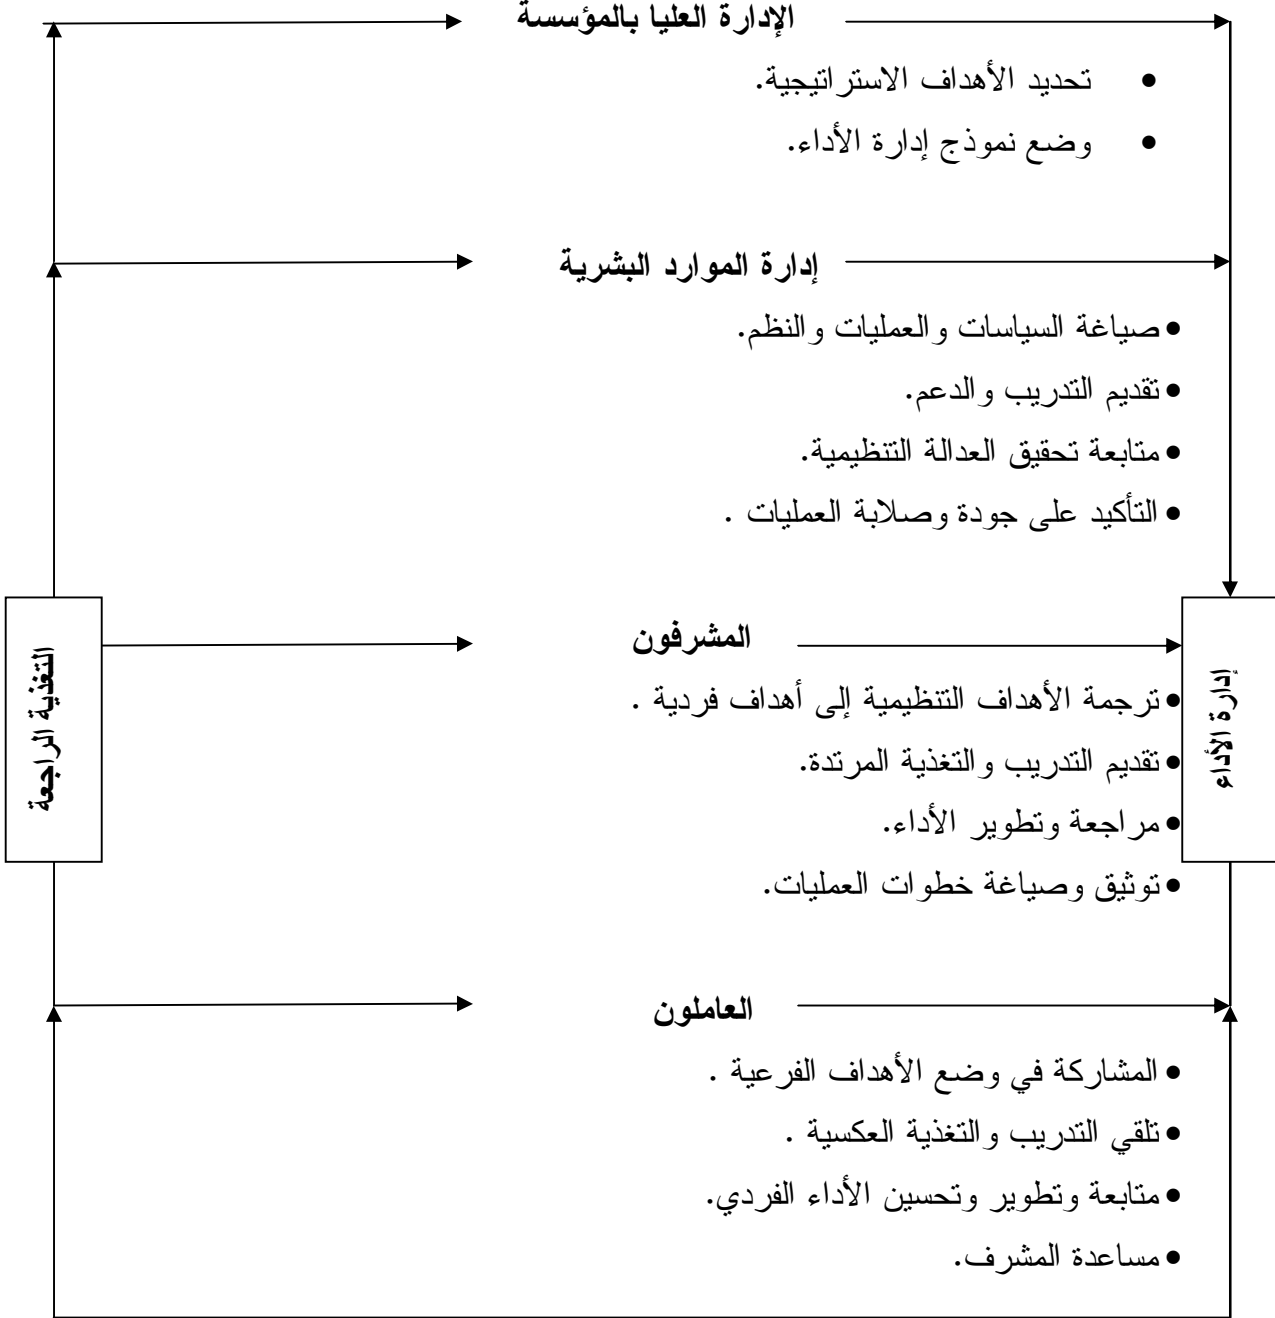 الإدارة العليا بالمؤسسة
• تحديد الأهداف الاستراتيجية.
• وضع نموذج إدارة الأداء.
إدارة الموارد البشرية
• صياغة السياسات والعمليات والنظم.
• تقديم التدريب والدعم.
• متابعة تحقيق العدالة التنظيمية.
• التأكيد على جودة وصلابة العمليات .
إدارة الأداء
المشرفون
• ترجمة الأهداف التنظيمية إلى أهداف فردية .
• تقديم التدريب والتغذية المرتدة.
• مراجعة وتطوير الأداء.
• توثيق وصياغة خطوات العمليات.
التغذية الراجعة
العاملون
• المشاركة في وضع الأهداف الفرعية .
• تلقي التدريب والتغذية العكسية .
• متابعة وتطوير وتحسين الأداء الفردي.
• مساعدة المشرف.